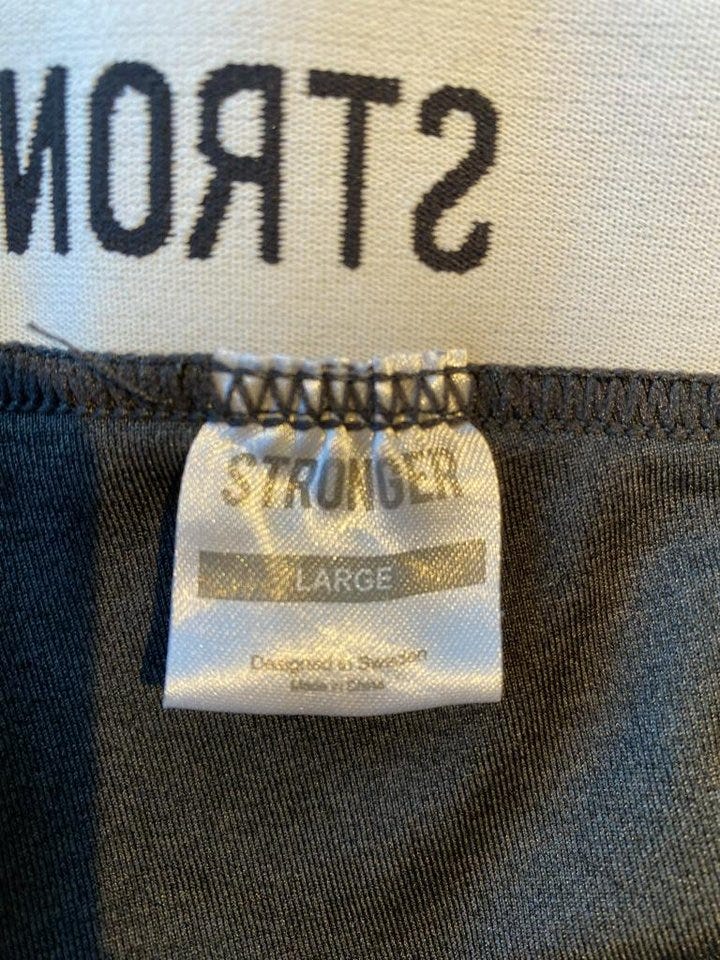 STRON
STRONGER
LARGE
Designed in Sweden
Made in China